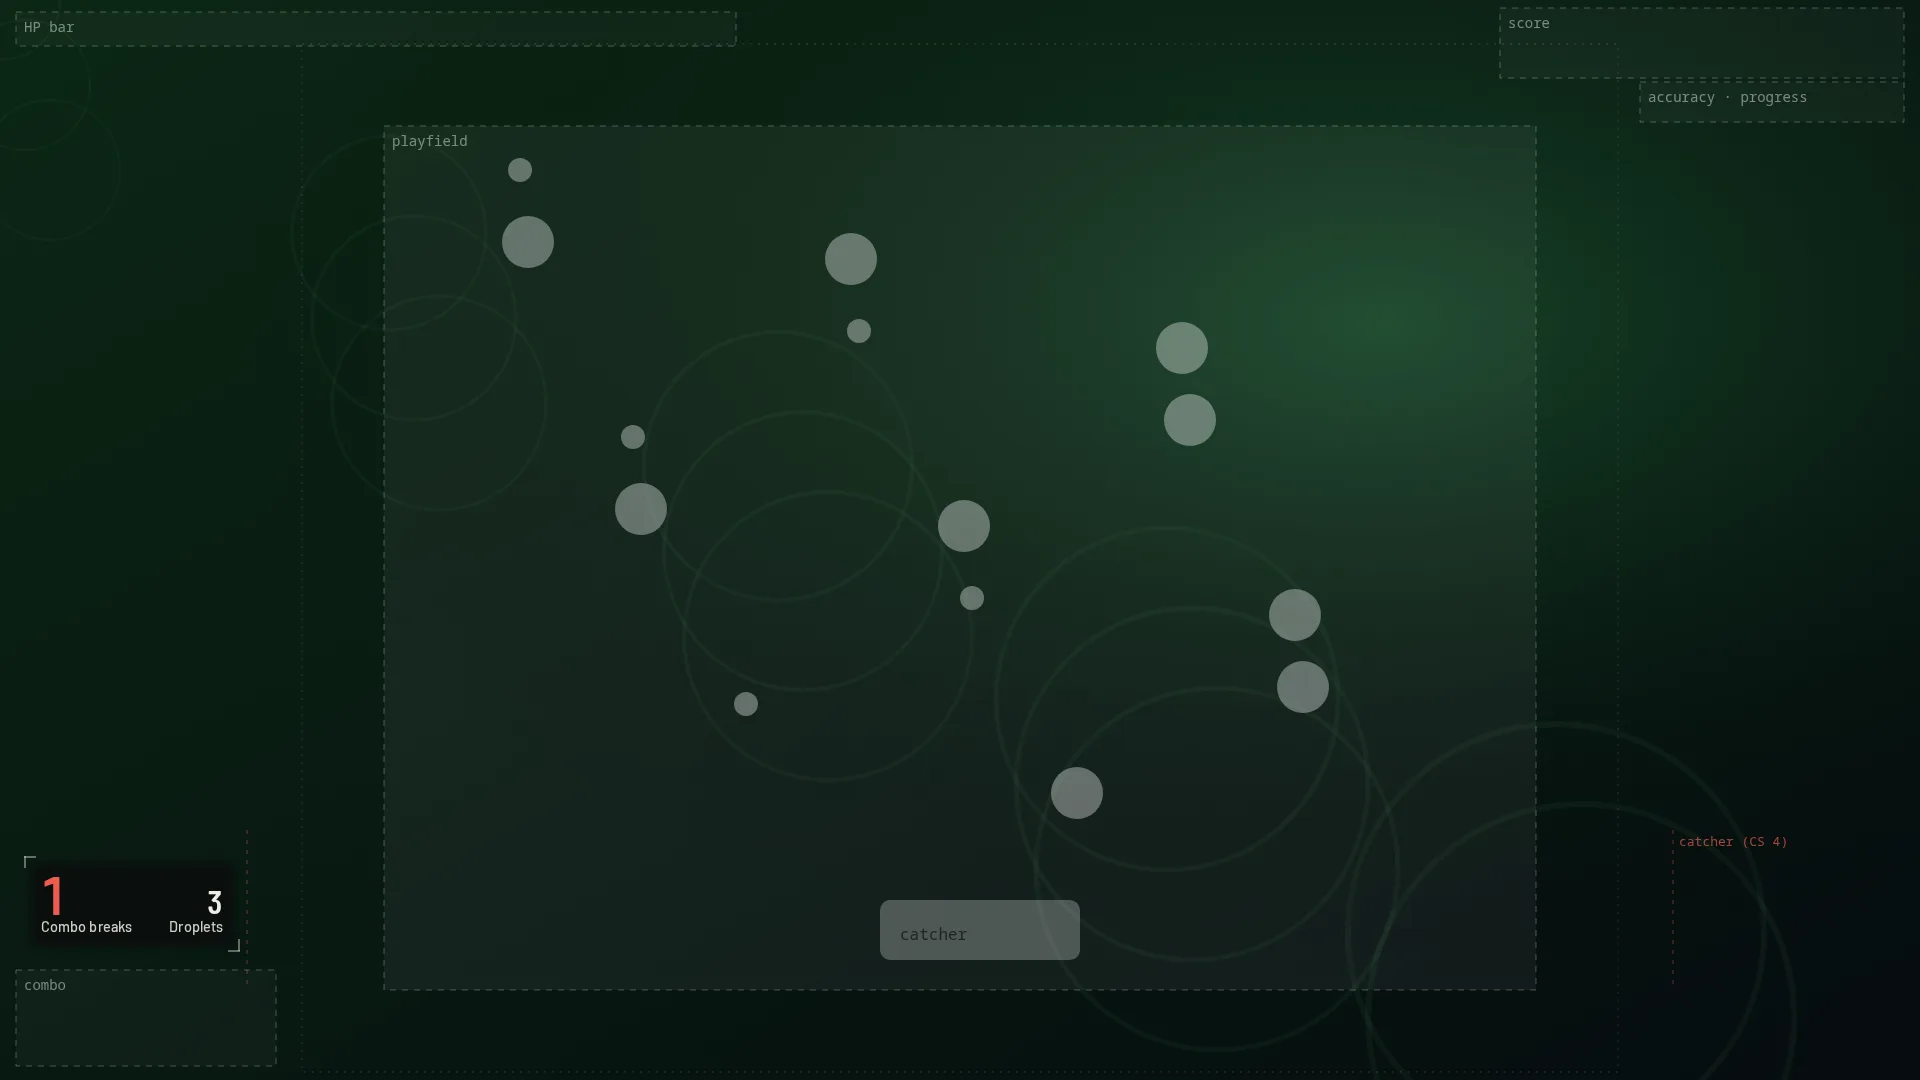 HP bar
score
accuracy · progress
playfield
catcher (CS 4)
1
3
Combo breaks
Droplets
catcher
combo